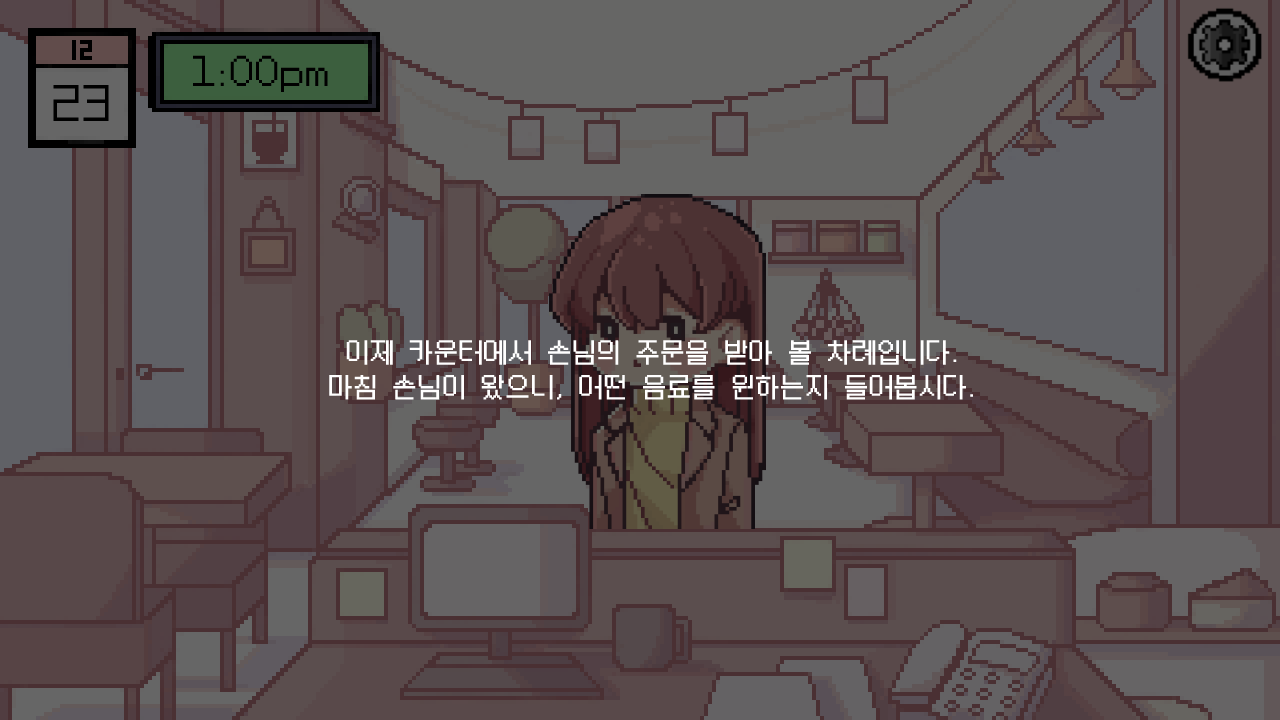 12
23
1:00pm
이제 카운터에서 손님의 주문을 받아 볼 차례입니다.
마침 손님이 왔으니, 어떤 음료를 원하는지 들어봅시다.